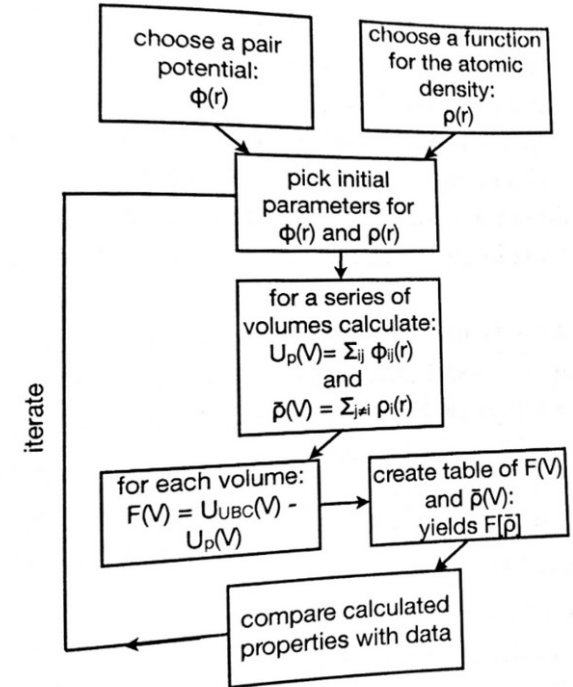 choose a pair
potential:
Φ(r)
choose a function
for the atomic
density:
ρ(r)
pick initial
parameters for
Φ(r) and ρ(r)
for a series of
volumes calculate:
Uₚ(V)= Σᵢⱼ Φᵢⱼ(r)
and
ρ̄(V) = Σⱼ≠ᵢ ρᵢ(r)
iterate
for each volume:
F(V) = UUBC(V) -
Uₚ(V)
create table of F(V)
and ρ̄(V):
yields F[ρ̄]
compare calculated
properties with data